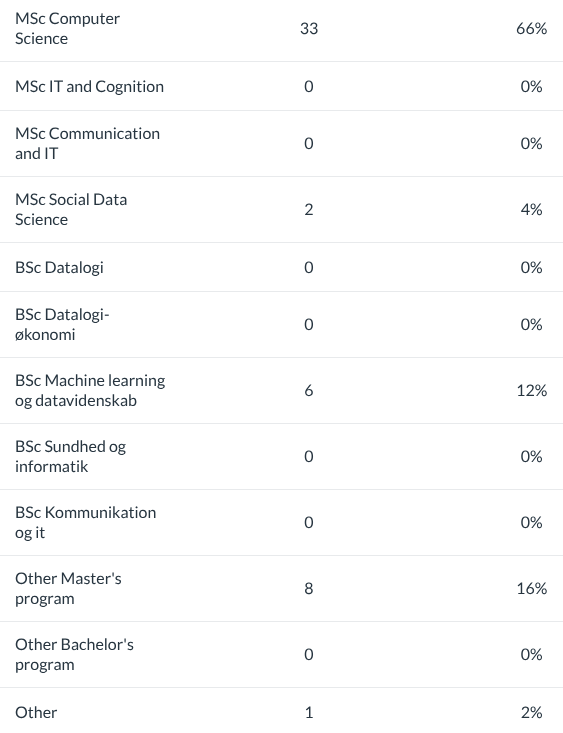 MSc Computer
Science
33
66%
MSc IT and Cognition
0
0%
MSc Communication
and IT
0
0%
MSc Social Data
Science
2
4%
BSc Datalogi
0
0%
BSc Datalogi-
økonomi
0
0%
BSc Machine learning
og datavidenskab
6
12%
BSc Sundhed og
informatik
0
0%
BSc Kommunikation
og it
0
0%
Other Master's
program
8
16%
Other Bachelor's
program
0
0%
Other
1
2%